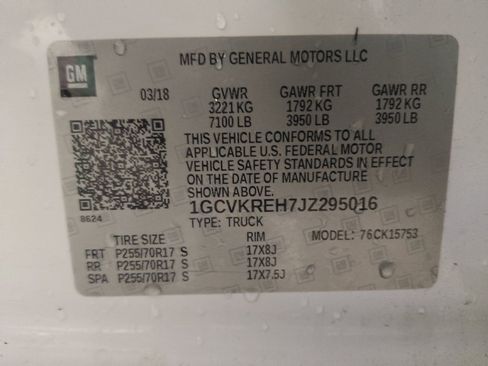 GM
MFD BY GENERAL MOTORS LLC
03/18 GVWR GAWR FRT GAWR RR
3221 KG 1792 KG 1792 KG
7100 LB 3950 LB 3950 LB
THIS VEHICLE CONFORMS TO ALL
APPLICABLE U.S. FEDERAL MOTOR
VEHICLE SAFETY STANDARDS IN EFFECT
ON THE DATE OF MANUFACTURE
SHOWN ABOVE.
8624
1GCVKREH7JZ295016
TYPE: TRUCK MODEL: 76CK15753
TIRE SIZE RIM
FRT P255/70R17 S 17X8J
RR P255/70R17 S 17X8J
SPA P255/70R17 S 17X7.5J